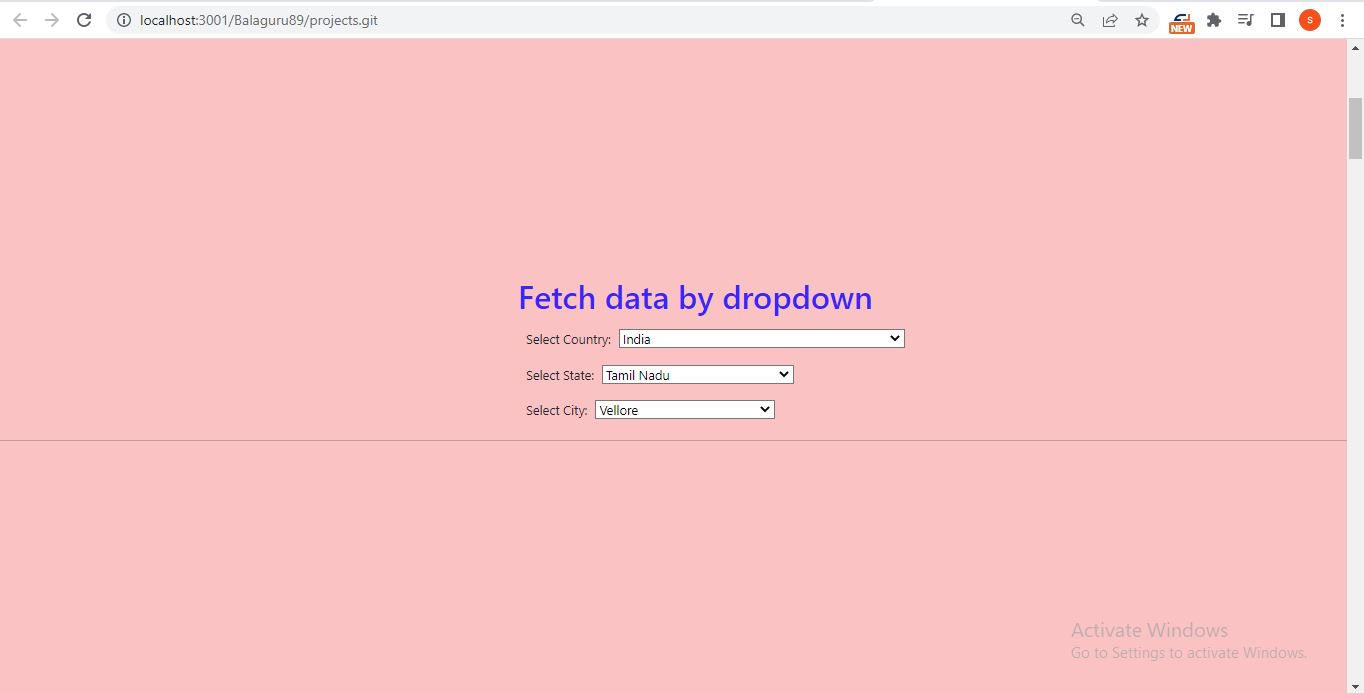 localhost:3001/Balaguru89/projects.git
NEW
s
Fetch data by dropdown
Select Country: India
Select State: Tamil Nadu
Select City: Vellore
Activate Windows
Go to Settings to activate Windows.